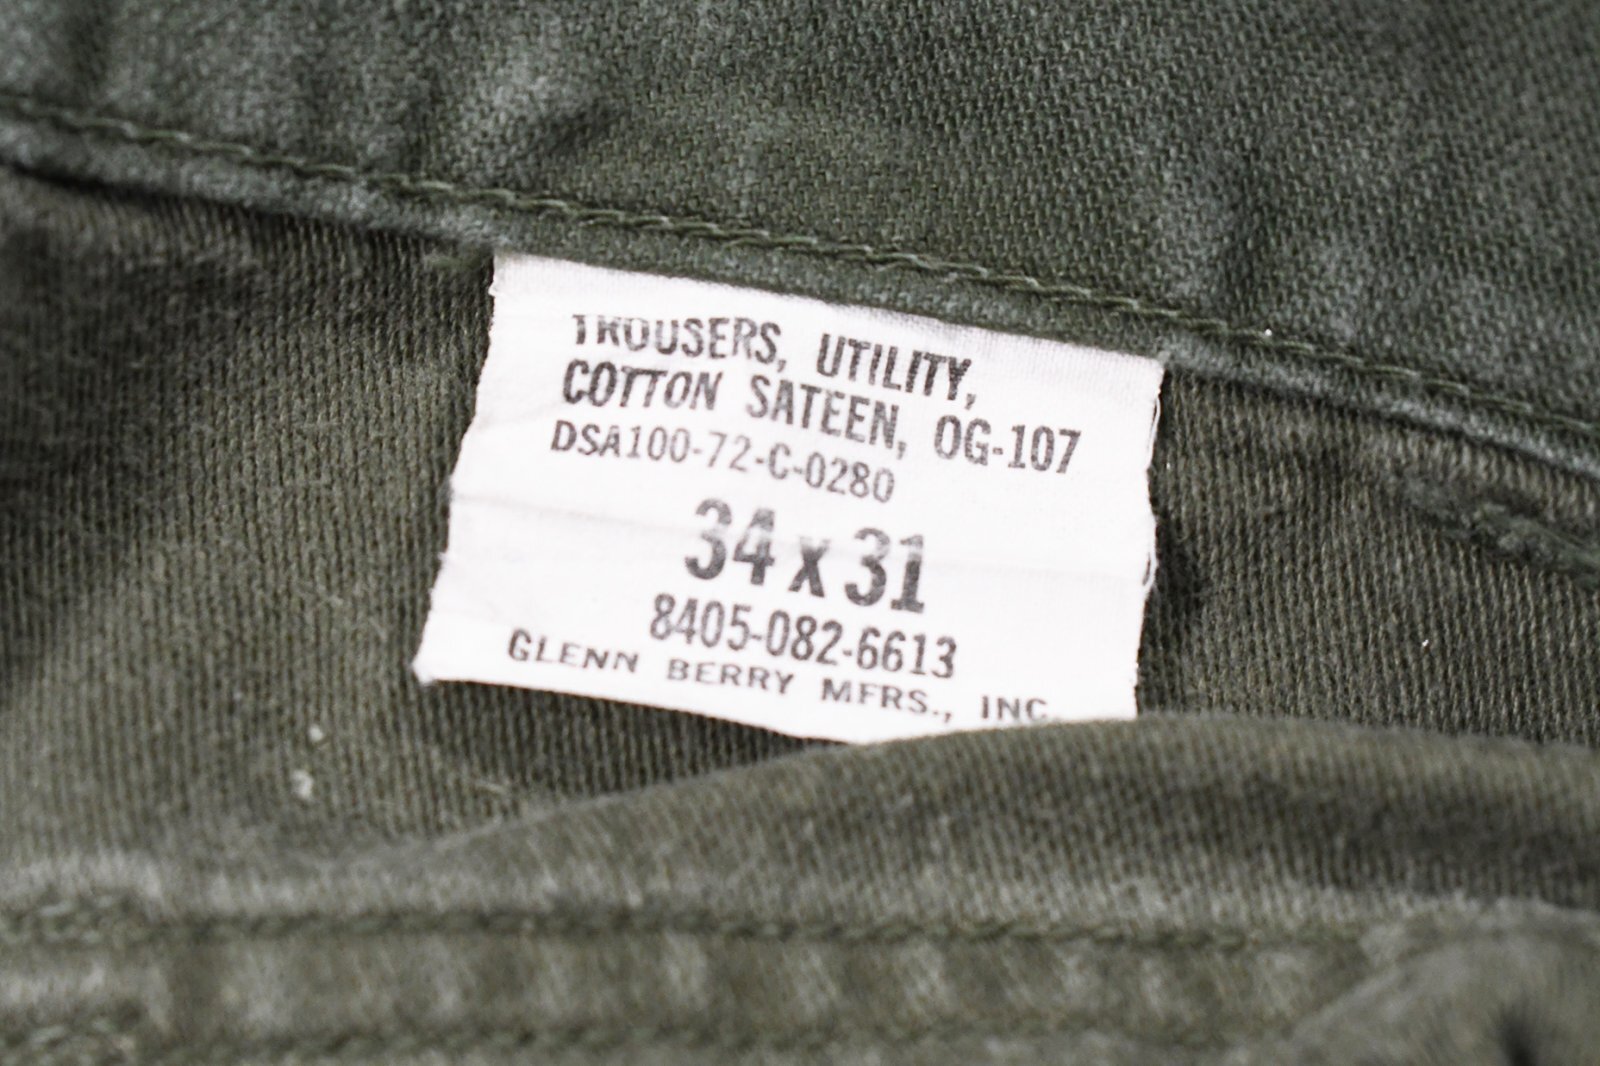 TROUSERS, UTILITY,
COTTON SATEEN, OG-107
DSA100-72-C-0280
34 x 31
8405-082-6613
GLENN BERRY MFRS., INC.